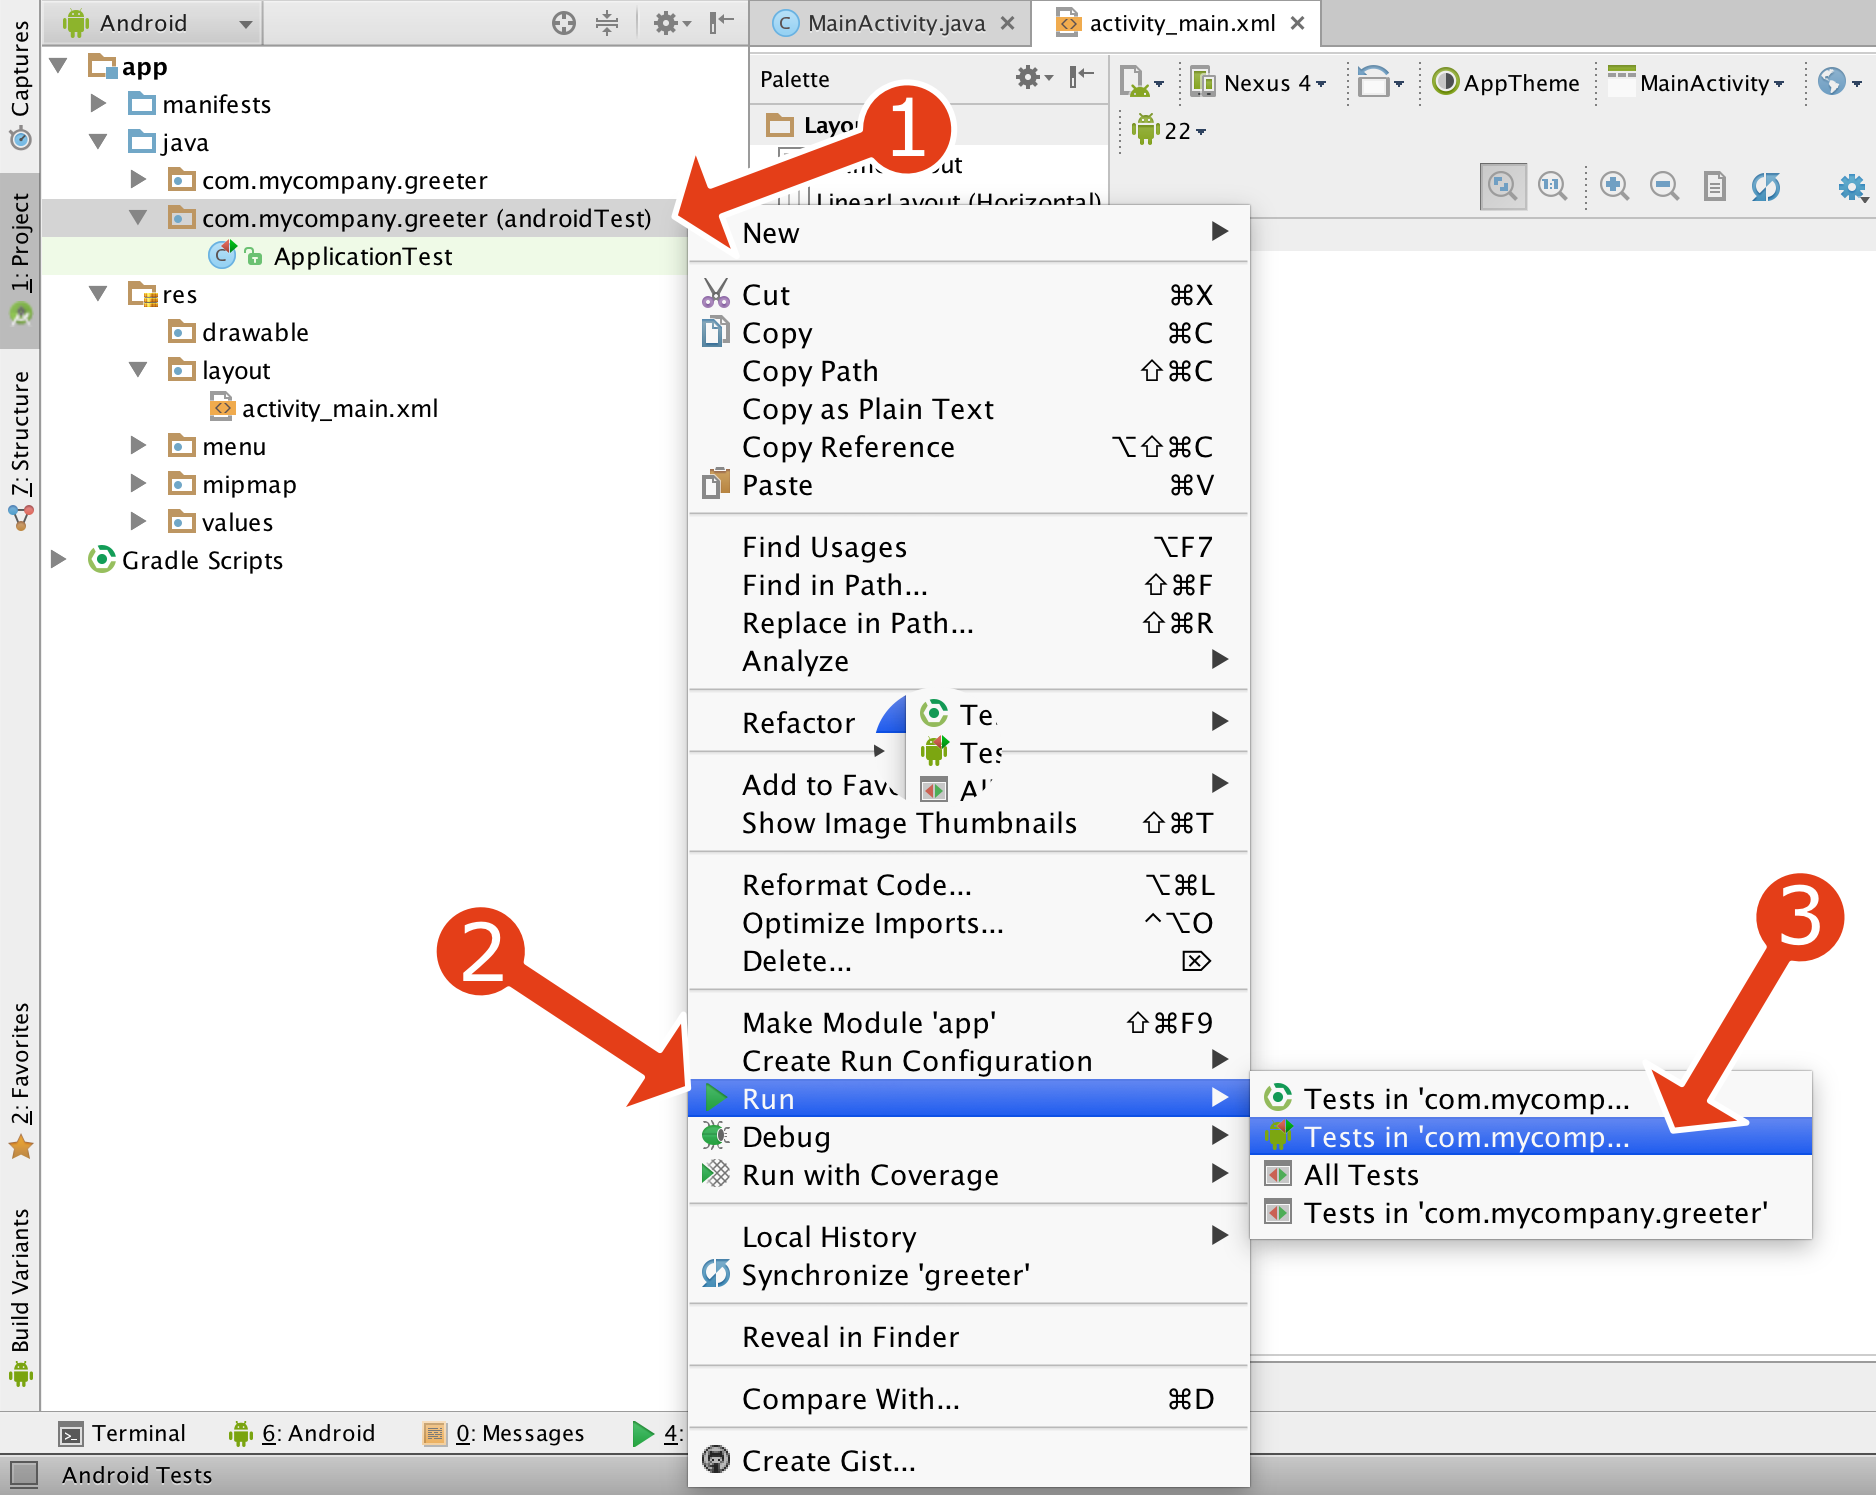 Captures
1: Project
7: Structure
2: Favorites
Build Variants
Android
app
manifests
java
com.mycompany.greeter
com.mycompany.greeter (androidTest)
ApplicationTest
res
drawable
layout
activity_main.xml
menu
mipmap
values
Gradle Scripts
MainActivity.java
activity_main.xml
Palette
Nexus 4
AppTheme
MainActivity
22
1:1
LinearLayout (Horizontal)
1
New
Cut ⌘X
Copy ⌘C
Copy Path ⇧⌘C
Copy as Plain Text
Copy Reference ⌥⇧⌘C
Paste ⌘V
Find Usages ⌥F7
Find in Path... ⇧⌘F
Replace in Path... ⇧⌘R
Analyze
Refactor
Add to
Show Image Thumbnails ⇧⌘T
Reformat Code... ⌥⌘L
Optimize Imports... ^⌥O
Delete... ⌦
2
Make Module 'app' ⇧⌘F9
Create Run Configuration
Run
Debug
Run with Coverage
Local History
Synchronize 'greeter'
Reveal in Finder
Compare With... ⌘D
Create Gist...
3
Tests in 'com.mycomp...
Tests in 'com.mycomp...
All Tests
Tests in 'com.mycompany.greeter'
Terminal
6: Android
0: Messages
4:
Android Tests